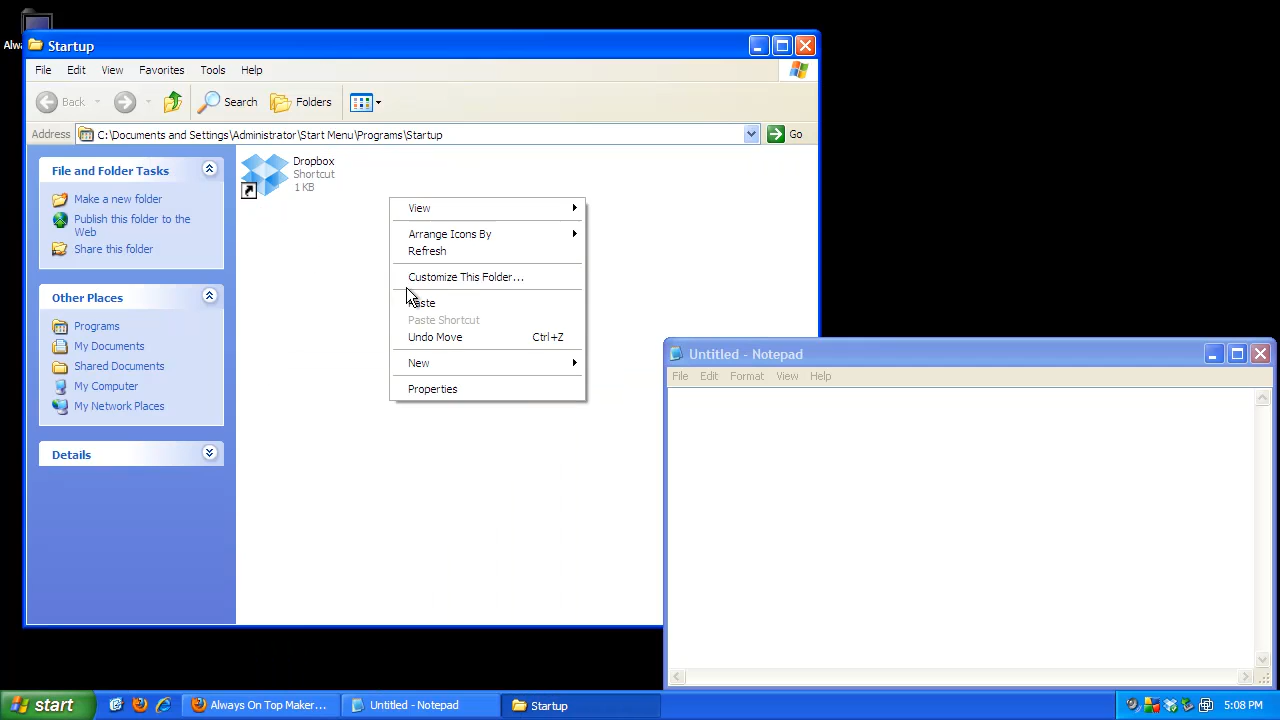 Alwa
Startup
File Edit View Favorites Tools Help
Back Search Folders
Address C:\Documents and Settings\Administrator\Start Menu\Programs\Startup Go
File and Folder Tasks
Make a new folder
Publish this folder to the
Web
Share this folder
Other Places
Programs
My Documents
Shared Documents
My Computer
My Network Places
Details
Dropbox
Shortcut
1 KB
View
Arrange Icons By
Refresh
Customize This Folder...
Paste
Paste Shortcut
Undo Move Ctrl+Z
New
Properties
Untitled - Notepad
File Edit Format View Help
start Always On Top Maker... Untitled - Notepad Startup 5:08 PM